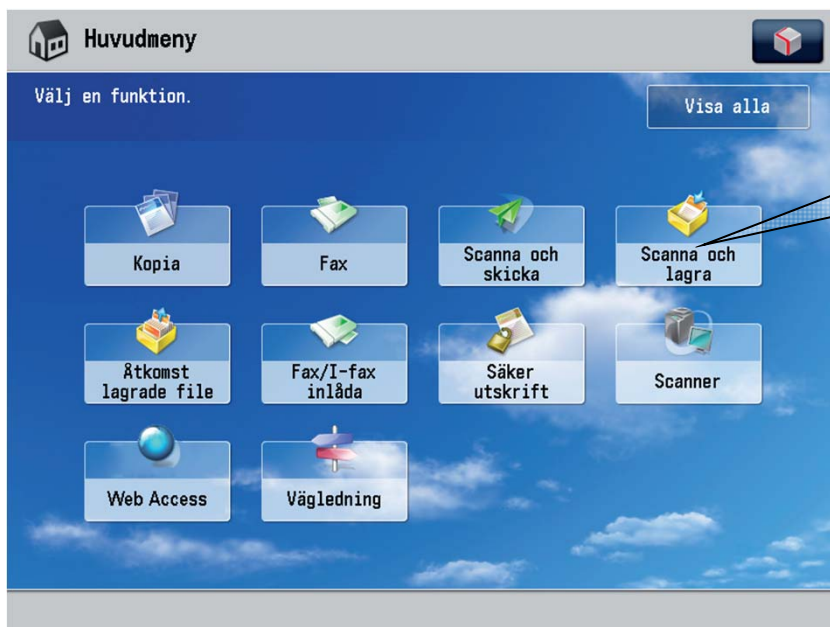 Huvudmeny
Välj en funktion.
Visa alla
Kopia
Fax
Scanna och
skicka
Scanna och
lagra
Åtkomst
lagrade file
Fax/I-fax
inlåda
Säker
utskrift
Scanner
Web Access
Vägledning